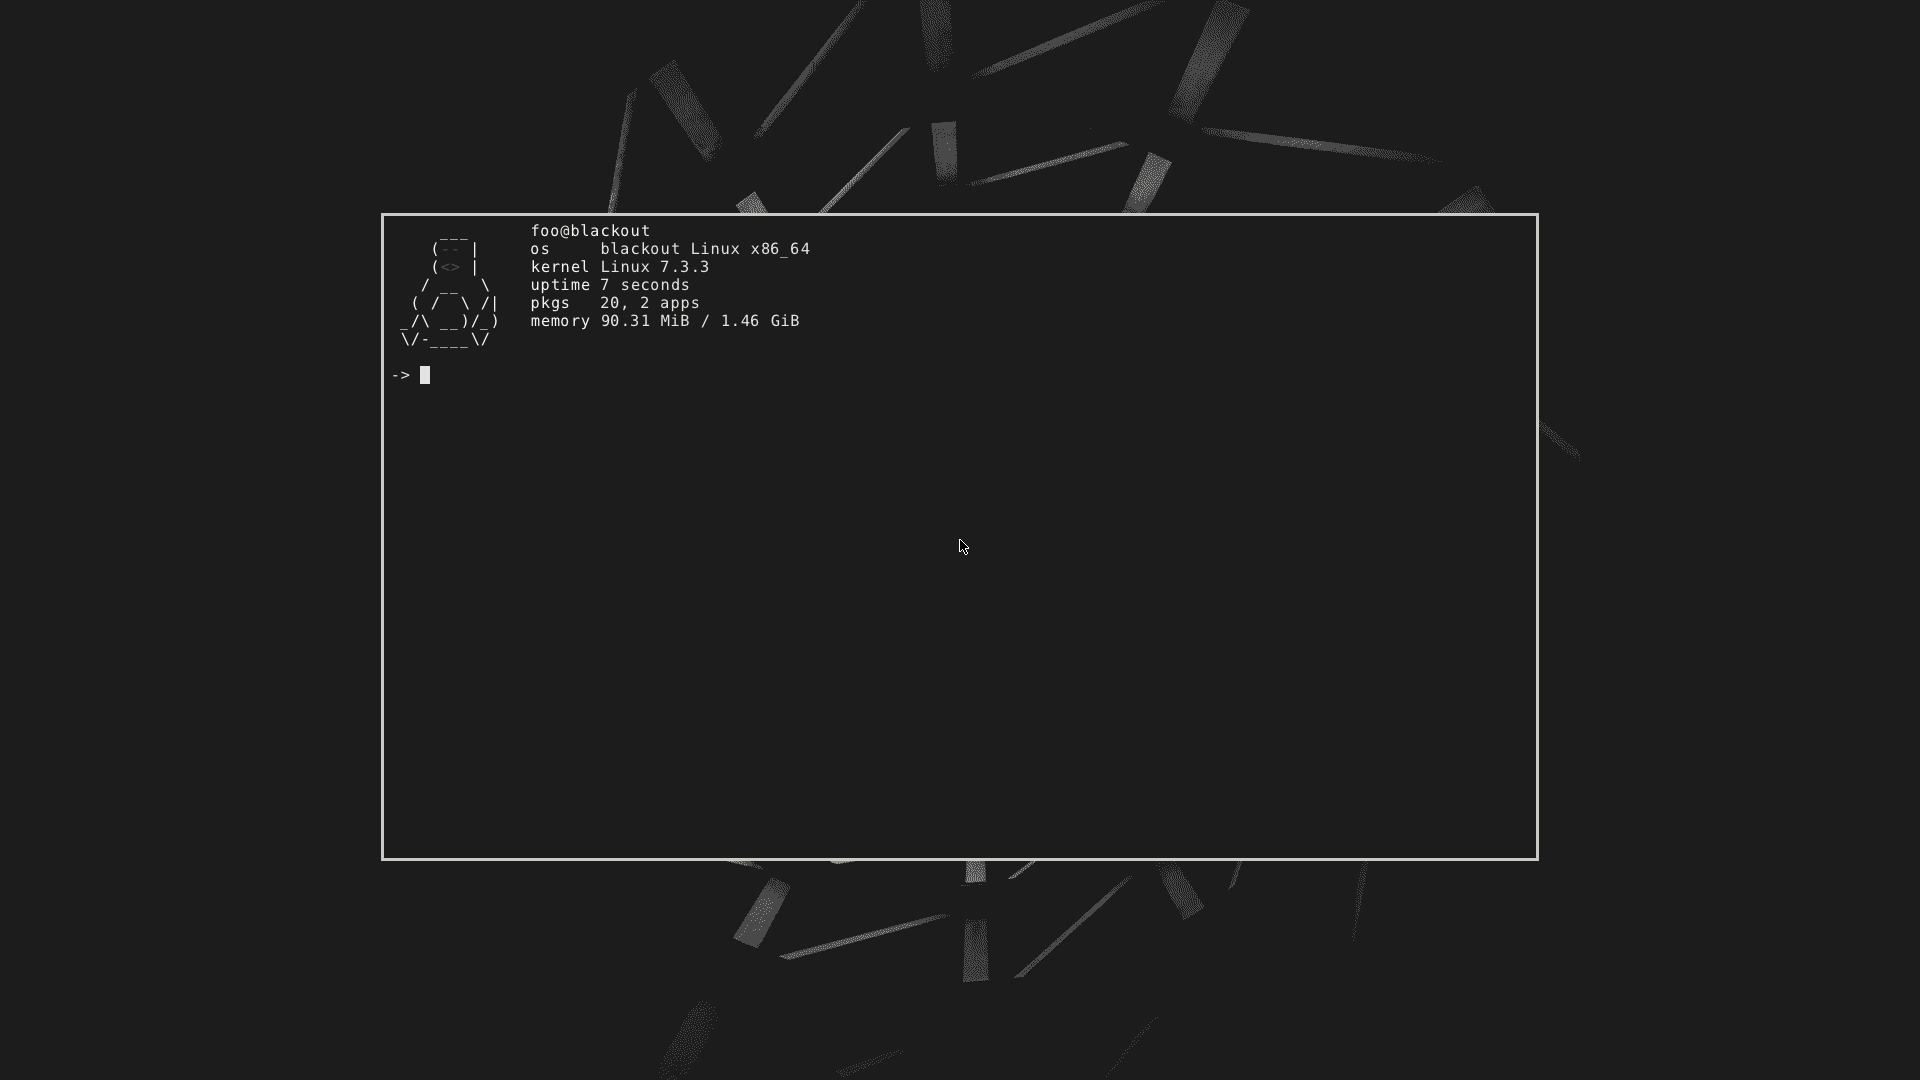 foo@blackout
os blackout Linux x86_64
kernel Linux 7.3.3
uptime 7 seconds
pkgs 20, 2 apps
memory 90.31 MiB / 1.46 GiB
->